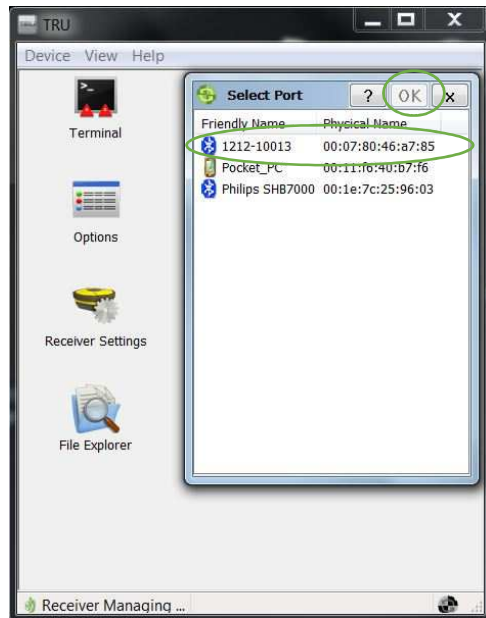 TRU
Device View Help
Terminal
Options
Receiver Settings
File Explorer
Select Port ? OK x
Friendly Name Physical Name
1212-10013 00:07:80:46:a7:85
Pocket_PC 00:11:f6:40:b7:f6
Philips SHB7000 00:1e:7c:25:96:03
Receiver Managing ...